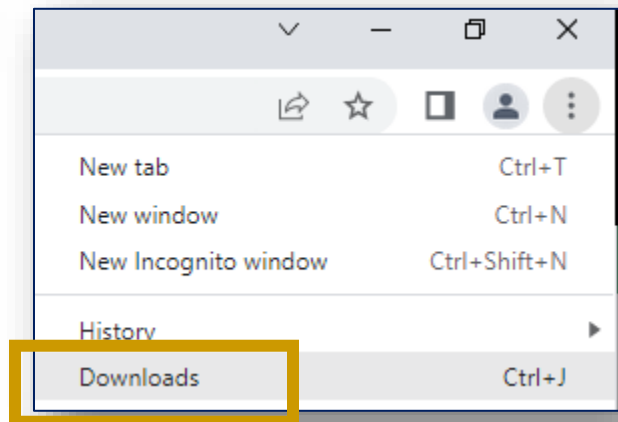 New tab Ctrl+T
New window Ctrl+N
New Incognito window Ctrl+Shift+N
History
Downloads Ctrl+J